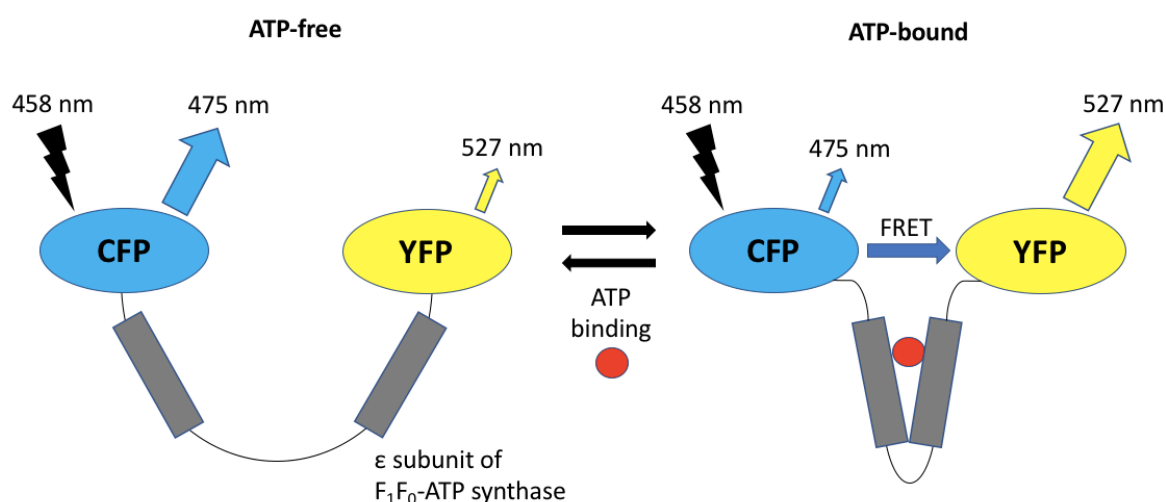 ATP-free
458 nm
475 nm
527 nm
CFP
YFP
ε subunit of
F₁F₀-ATP synthase
ATP
binding
ATP-bound
458 nm
475 nm
527 nm
CFP
FRET
YFP